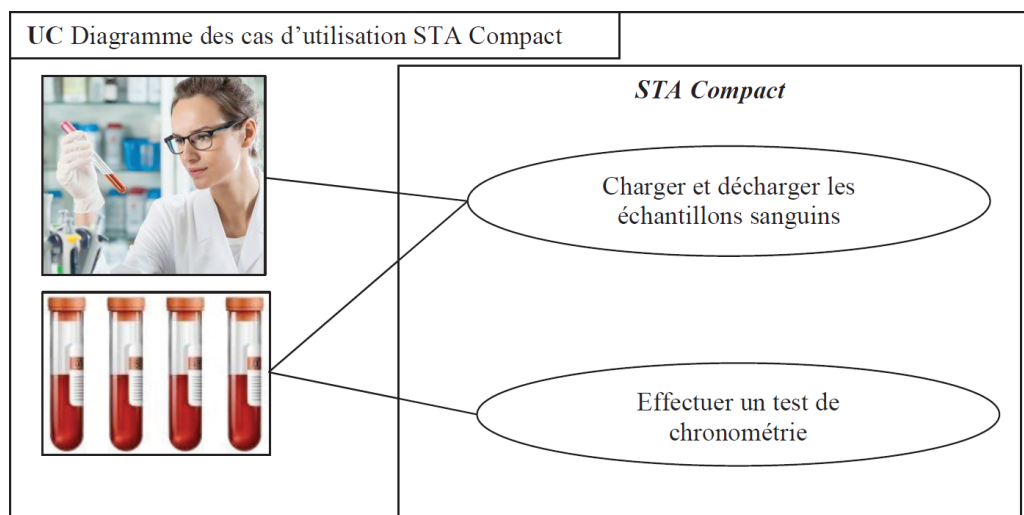 UC Diagramme des cas d’utilisation STA Compact
STA Compact
Charger et décharger les
échantillons sanguins
Effectuer un test de
chronométrie